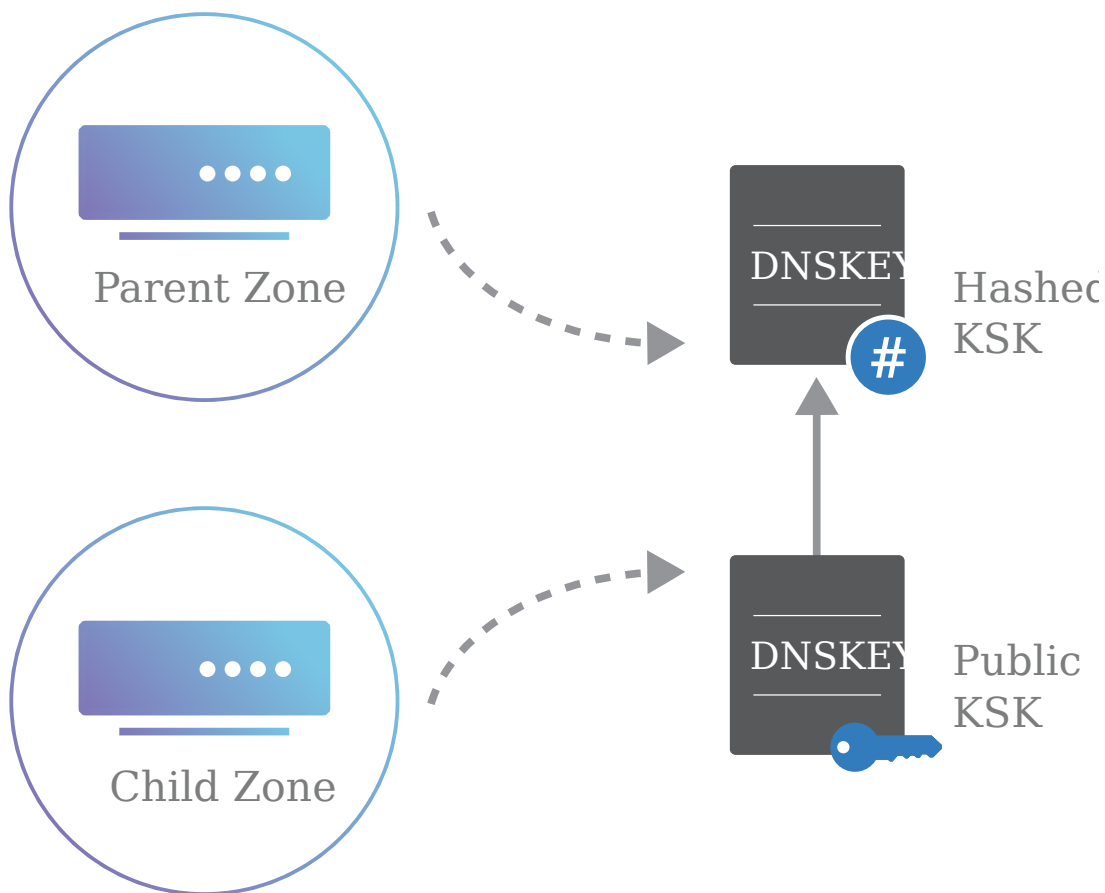 Parent Zone
DNSKEY
#
Hashed
KSK
Child Zone
DNSKEY
Public
KSK